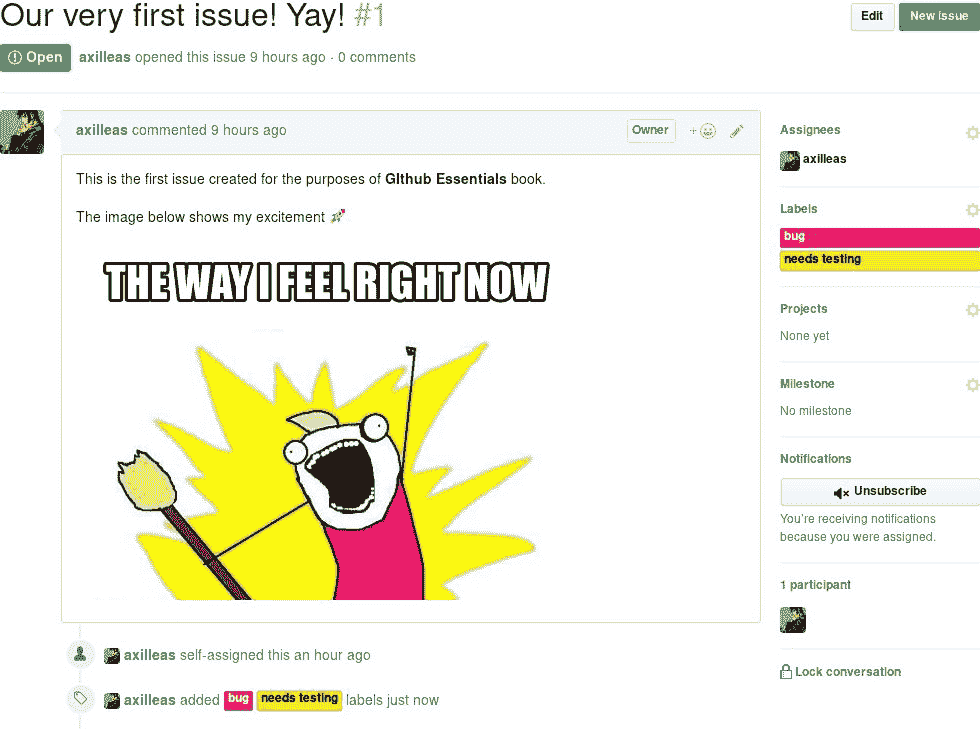 Our very first issue! Yay! #1
Edit
New issue
Open
axilleas opened this issue 9 hours ago · 0 comments
axilleas commented 9 hours ago
Owner
This is the first issue created for the purposes of GIthub Essentials book.
The image below shows my excitement
THE WAY I FEEL RIGHT NOW
axilleas self-assigned this an hour ago
axilleas added bug needs testing labels just now
Assignees
axilleas
Labels
bug
needs testing
Projects
None yet
Milestone
No milestone
Notifications
Unsubscribe
You're receiving notifications
because you were assigned.
1 participant
Lock conversation